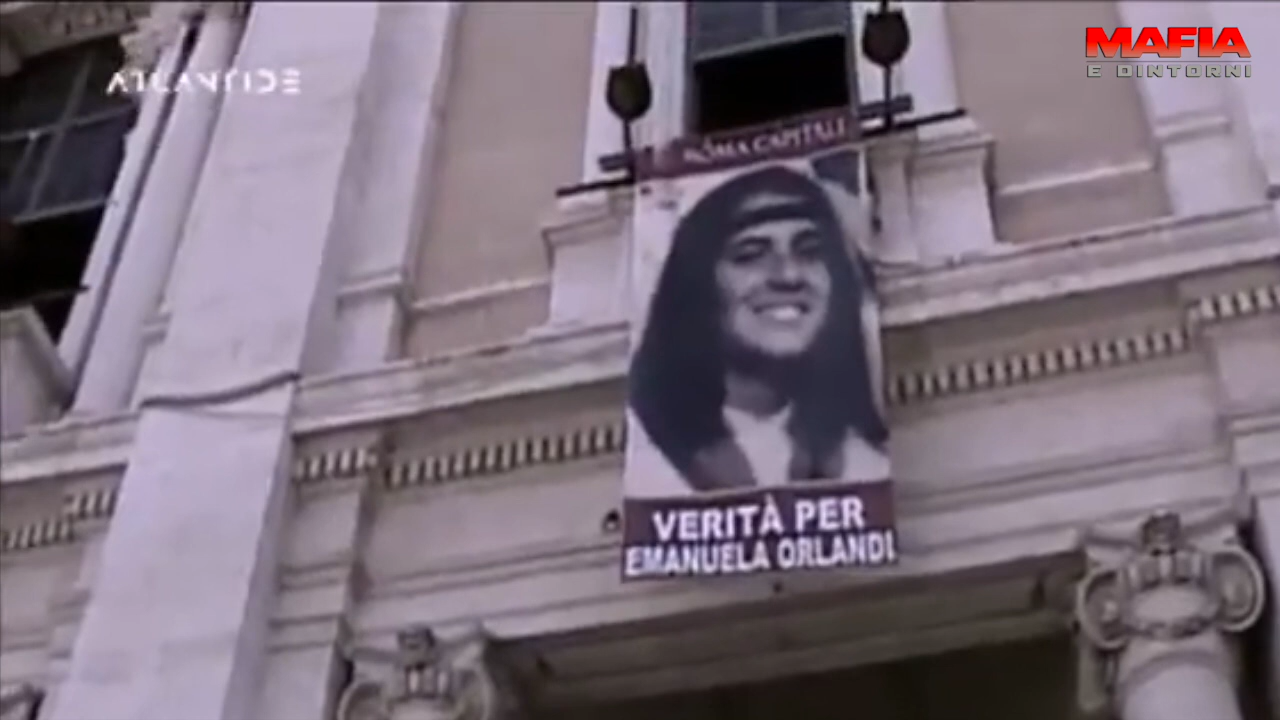 ATLANTIDE
MAFIA
E DINTORNI
ROMA CAPITALE
VERITÀ PER
EMANUELA ORLANDI